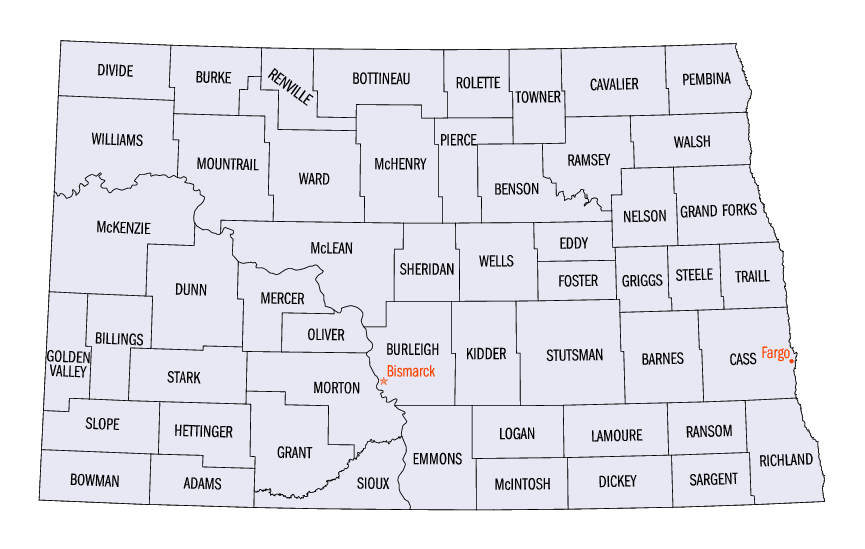 DIVIDE
BURKE
RENVILLE
BOTTINEAU
ROLETTE
TOWNER
CAVALIER
PEMBINA
WILLIAMS
MOUNTRAIL
WARD
McHENRY
PIERCE
BENSON
RAMSEY
WALSH
McKENZIE
NELSON
GRAND FORKS
DUNN
McLEAN
SHERIDAN
WELLS
EDDY
FOSTER
GRIGGS
STEELE
TRAILL
MERCER
OLIVER
GOLDEN
VALLEY
BILLINGS
STARK
MORTON
BURLEIGH
Bismarck
KIDDER
STUTSMAN
BARNES
CASS
Fargo
SLOPE
HETTINGER
GRANT
EMMONS
LOGAN
LAMOURE
RANSOM
RICHLAND
BOWMAN
ADAMS
SIOUX
McINTOSH
DICKEY
SARGENT